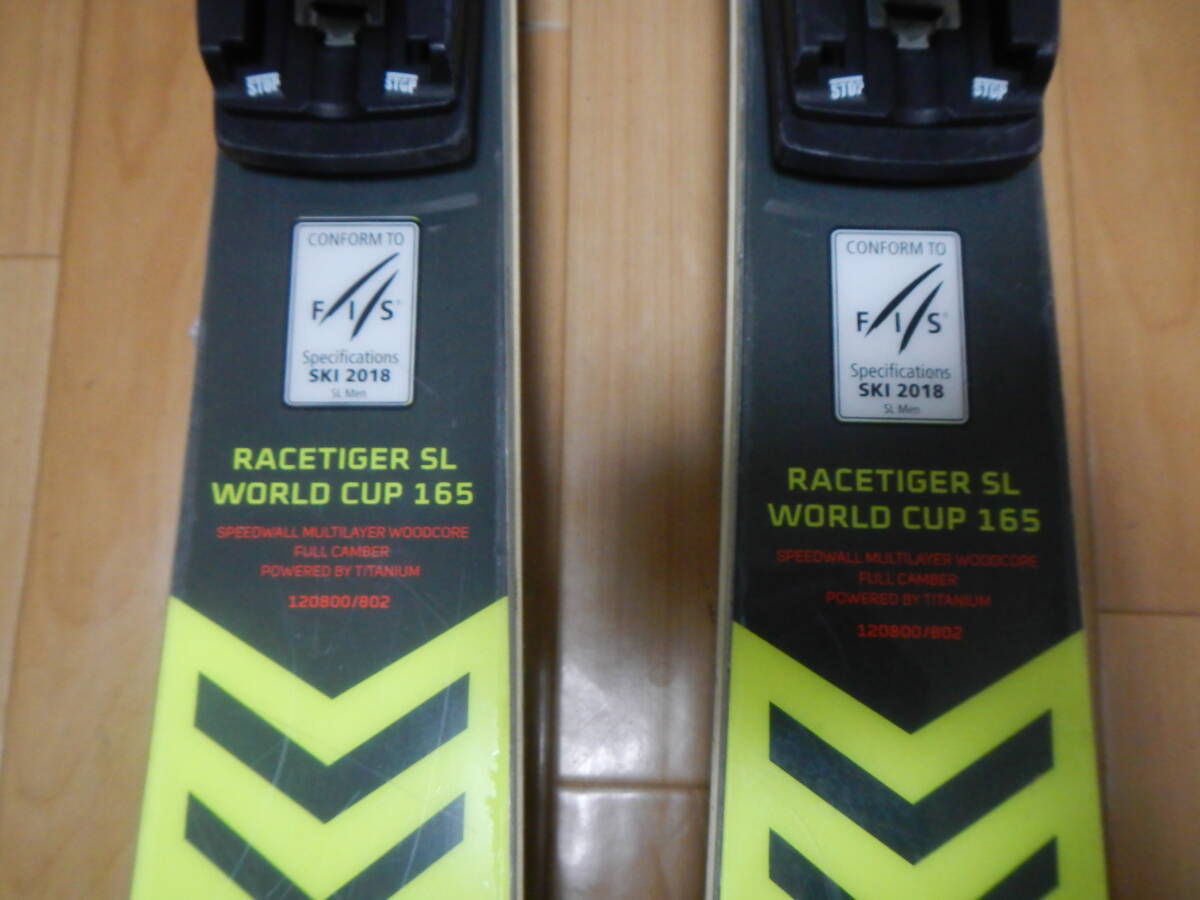 STOP STOP
CONFORM TO
F I S®
Specifications
SKI 2018
SL Men
RACETIGER SL
WORLD CUP 165
SPEEDWALL MULTILAYER WOODCORE
FULL CAMBER
POWERED BY TITANIUM
120800/802
STOP STOP
CONFORM TO
F I S®
Specifications
SKI 2018
SL Men
RACETIGER SL
WORLD CUP 165
SPEEDWALL MULTILAYER WOODCORE
FULL CAMBER
POWERED BY TITANIUM
120800/802